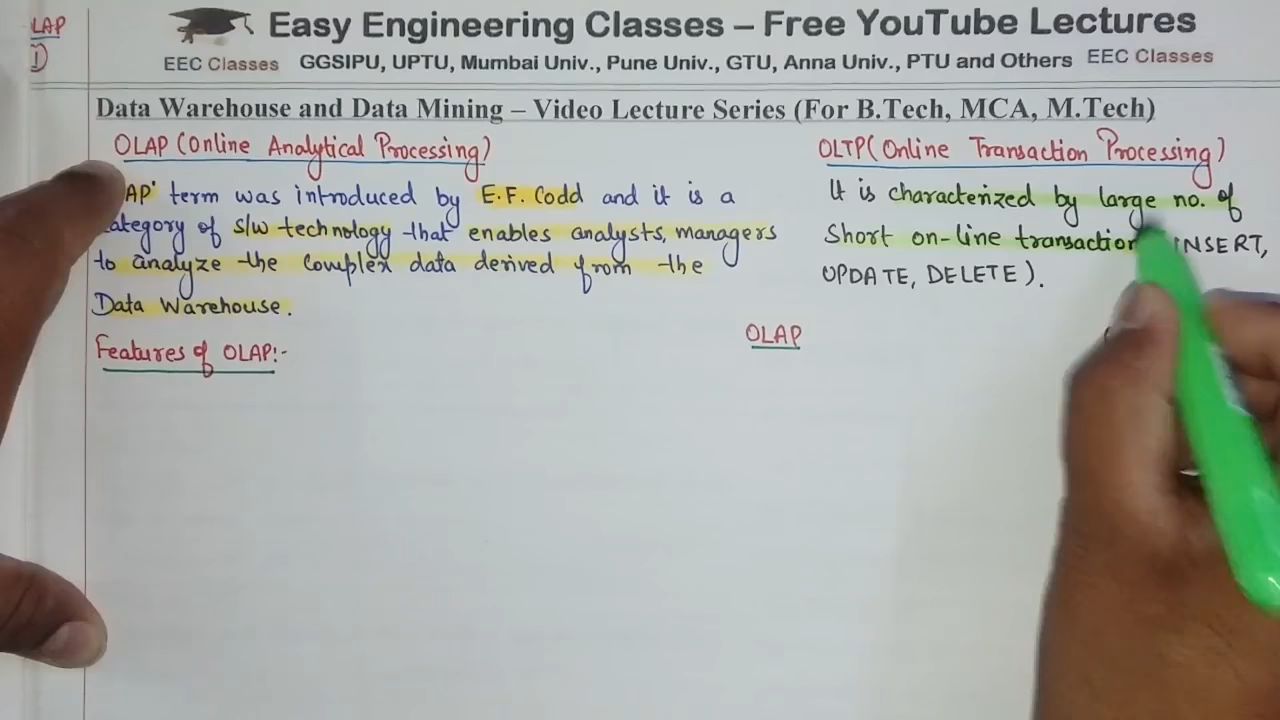 LAP
1)
Easy Engineering Classes – Free YouTube Lectures
EEC Classes GGSIPU, UPTU, Mumbai Univ., Pune Univ., GTU, Anna Univ., PTU and Others EEC Classes
Data Warehouse and Data Mining – Video Lecture Series (For B.Tech, MCA, M.Tech)
OLAP (Online Analytical Processing)
AP' term was introduced by E.F. Codd and it is a
category of s/w technology that enables analysts, managers
to analyze the complex data derived from the
Data Warehouse.
Features of OLAP:-
OLTP (Online Transaction Processing)
It is characterized by large no. of
Short on-line transaction INSERT,
UPDATE, DELETE).
OLAP